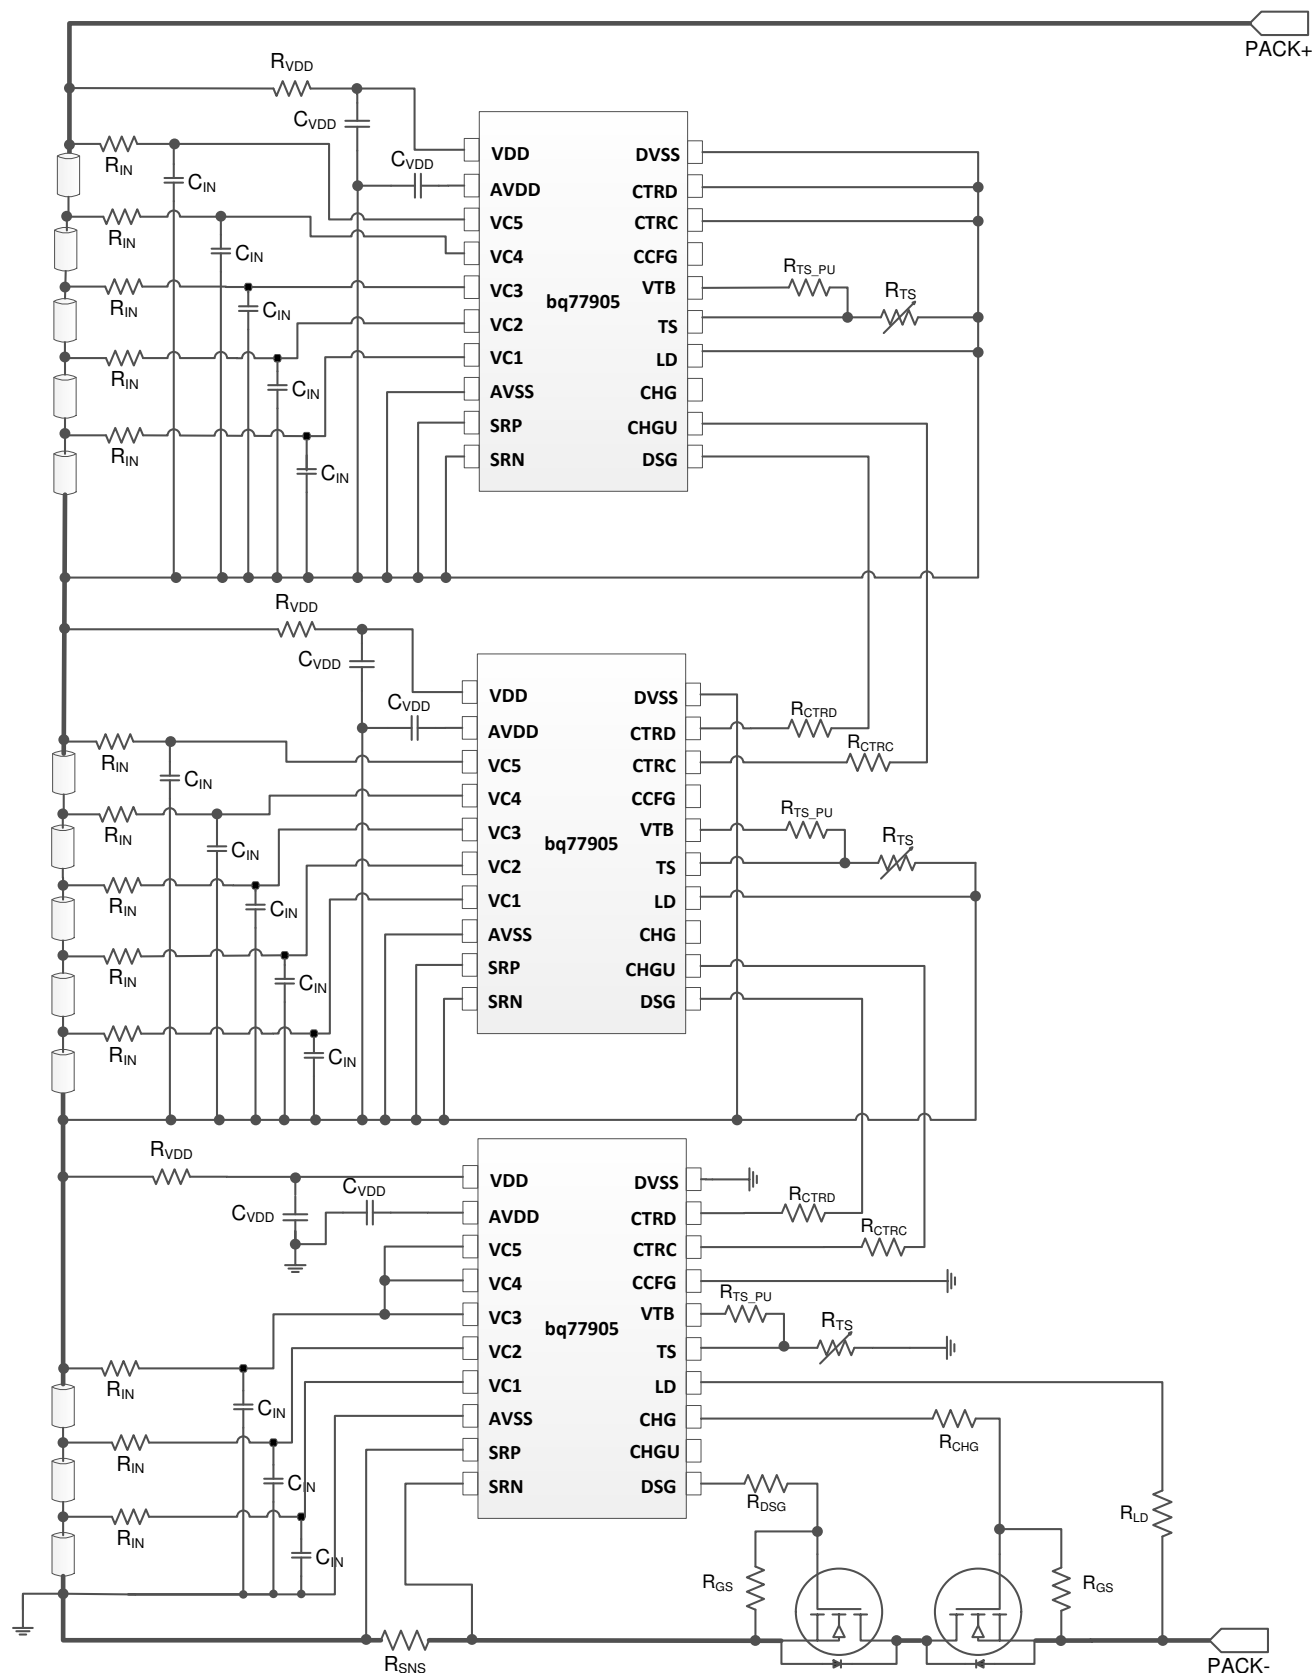 PACK+
RVDD
CVDD
CVDD
RIN
CIN
RIN
CIN
RIN
CIN
RIN
CIN
RIN
CIN
VDD
AVDD
VC5
VC4
VC3
VC2
VC1
AVSS
SRP
SRN
bq77905
DVSS
CTRD
CTRC
CCFG
VTB
TS
LD
CHG
CHGU
DSG
RTS_PU
RTS
RVDD
CVDD
CVDD
RIN
CIN
RIN
CIN
RIN
CIN
RIN
CIN
RIN
CIN
VDD
AVDD
VC5
VC4
VC3
VC2
VC1
AVSS
SRP
SRN
bq77905
DVSS
CTRD
CTRC
CCFG
VTB
TS
LD
CHG
CHGU
DSG
RCTRD
RCTRC
RTS_PU
RTS
RVDD
CVDD
CVDD
RIN
CIN
RIN
CIN
RIN
CIN
VDD
AVDD
VC5
VC4
VC3
VC2
VC1
AVSS
SRP
SRN
bq77905
DVSS
CTRD
CTRC
CCFG
VTB
TS
LD
CHG
CHGU
DSG
RCTRD
RCTRC
RTS_PU
RTS
RCHG
RDSG
RLD
RGS
RGS
RSNS
PACK-